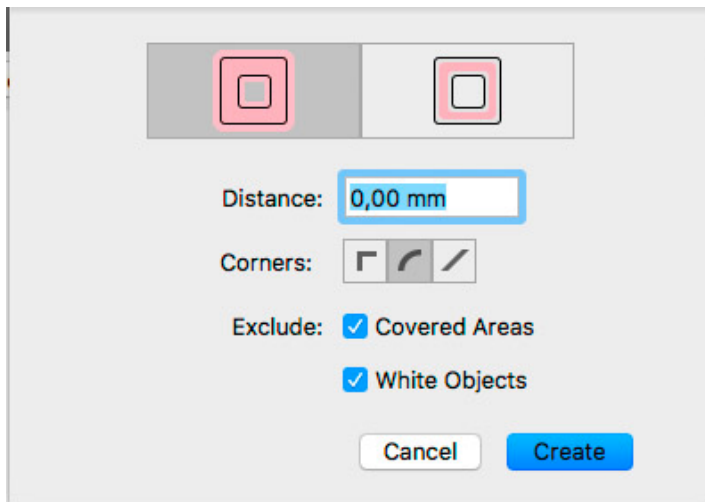 Distance: 0,00 mm
Corners:
Exclude: Covered Areas
White Objects
Cancel Create